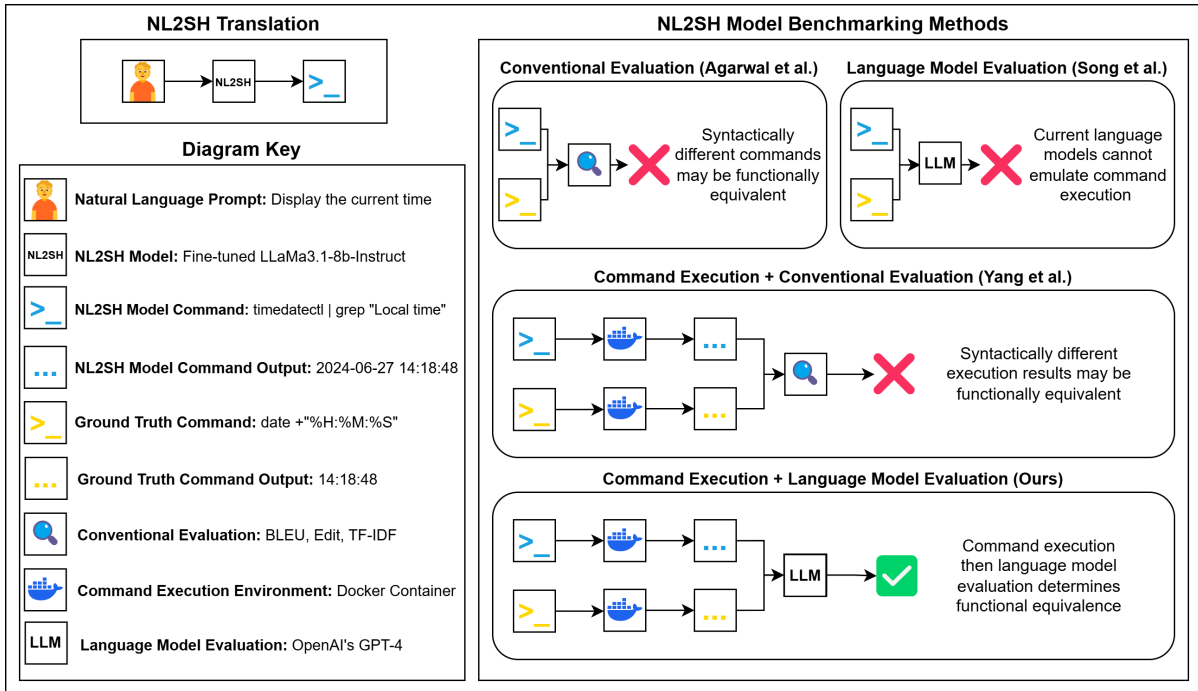 NL2SH Translation
NL2SH
>_
Diagram Key
Natural Language Prompt: Display the current time
NL2SH
NL2SH Model: Fine-tuned LLaMa3.1-8b-Instruct
>_
NL2SH Model Command: timedatectl | grep "Local time"
...
NL2SH Model Command Output: 2024-06-27 14:18:48
>_
Ground Truth Command: date +"%H:%M:%S"
...
Ground Truth Command Output: 14:18:48
Conventional Evaluation: BLEU, Edit, TF-IDF
Command Execution Environment: Docker Container
LLM
Language Model Evaluation: OpenAI's GPT-4
NL2SH Model Benchmarking Methods
Conventional Evaluation (Agarwal et al.)
>_
>_
Syntactically
different commands
may be functionally
equivalent
Language Model Evaluation (Song et al.)
>_
>_
LLM
Current language
models cannot
emulate command
execution
Command Execution + Conventional Evaluation (Yang et al.)
>_
...
>_
...
Syntactically different
execution results may be
functionally equivalent
Command Execution + Language Model Evaluation (Ours)
>_
...
>_
...
LLM
Command execution
then language model
evaluation determines
functional equivalence